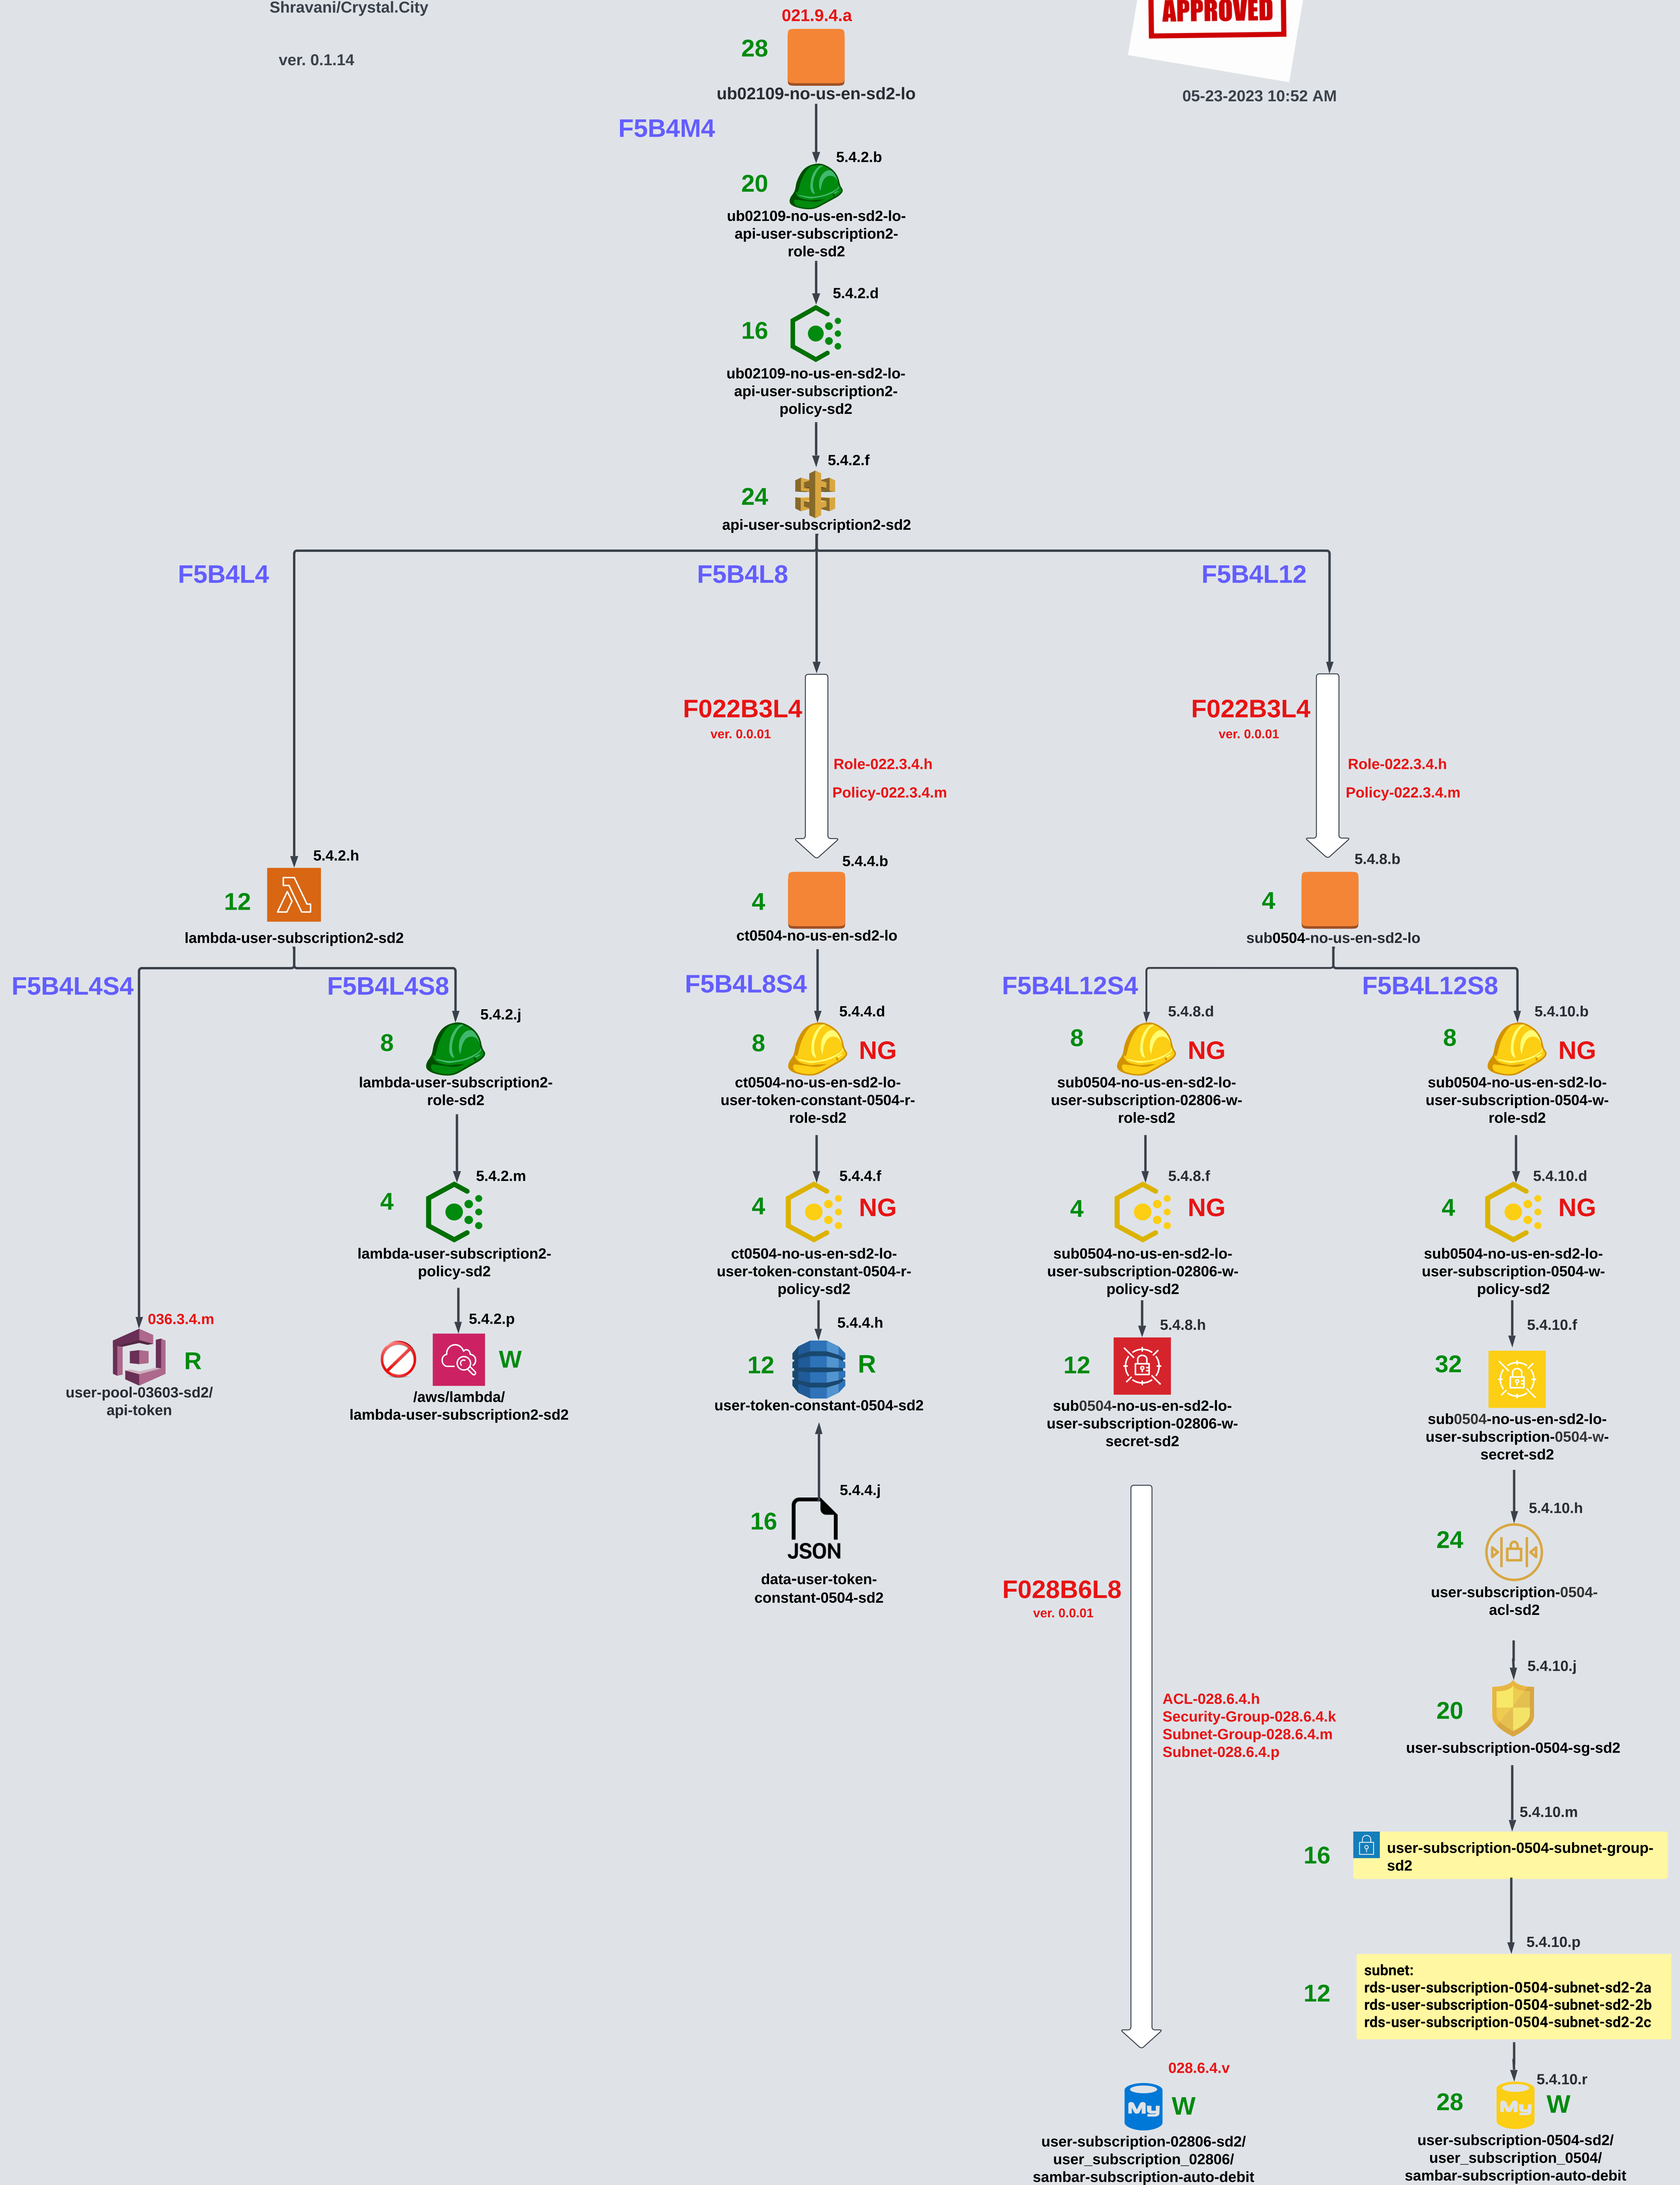 Shravani/Crystal.City
ver. 0.1.14
APPROVED
05-23-2023 10:52 AM
021.9.4.a
28
ub02109-no-us-en-sd2-lo
F5B4M4
5.4.2.b
20
ub02109-no-us-en-sd2-lo-
api-user-subscription2-
role-sd2
5.4.2.d
16
ub02109-no-us-en-sd2-lo-
api-user-subscription2-
policy-sd2
5.4.2.f
24
api-user-subscription2-sd2
F5B4L4
F5B4L8
F5B4L12
F022B3L4
ver. 0.0.01
Role-022.3.4.h
Policy-022.3.4.m
F022B3L4
ver. 0.0.01
Role-022.3.4.h
Policy-022.3.4.m
5.4.2.h
12
lambda-user-subscription2-sd2
5.4.4.b
4
ct0504-no-us-en-sd2-lo
5.4.8.b
4
sub0504-no-us-en-sd2-lo
F5B4L4S4
F5B4L4S8
F5B4L8S4
F5B4L12S4
F5B4L12S8
5.4.2.j
8
lambda-user-subscription2-
role-sd2
5.4.4.d
8
NG
ct0504-no-us-en-sd2-lo-
user-token-constant-0504-r-
role-sd2
5.4.8.d
8
NG
sub0504-no-us-en-sd2-lo-
user-subscription-02806-w-
role-sd2
5.4.10.b
8
NG
sub0504-no-us-en-sd2-lo-
user-subscription-0504-w-
role-sd2
5.4.2.m
4
lambda-user-subscription2-
policy-sd2
5.4.4.f
4
NG
ct0504-no-us-en-sd2-lo-
user-token-constant-0504-r-
policy-sd2
5.4.8.f
4
NG
sub0504-no-us-en-sd2-lo-
user-subscription-02806-w-
policy-sd2
5.4.10.d
4
NG
sub0504-no-us-en-sd2-lo-
user-subscription-0504-w-
policy-sd2
036.3.4.m
R
user-pool-03603-sd2/
api-token
5.4.2.p
W
/aws/lambda/
lambda-user-subscription2-sd2
5.4.4.h
12
R
user-token-constant-0504-sd2
5.4.8.h
12
sub0504-no-us-en-sd2-lo-
user-subscription-02806-w-
secret-sd2
5.4.10.f
32
sub0504-no-us-en-sd2-lo-
user-subscription-0504-w-
secret-sd2
5.4.4.j
16
JSON
data-user-token-
constant-0504-sd2
5.4.10.h
24
user-subscription-0504-
acl-sd2
F028B6L8
ver. 0.0.01
ACL-028.6.4.h
Security-Group-028.6.4.k
Subnet-Group-028.6.4.m
Subnet-028.6.4.p
5.4.10.j
20
user-subscription-0504-sg-sd2
5.4.10.m
16
user-subscription-0504-subnet-group-
sd2
5.4.10.p
12
subnet:
rds-user-subscription-0504-subnet-sd2-2a
rds-user-subscription-0504-subnet-sd2-2b
rds-user-subscription-0504-subnet-sd2-2c
028.6.4.v
My
W
user-subscription-02806-sd2/
user_subscription_02806/
sambar-subscription-auto-debit
5.4.10.r
28
My
W
user-subscription-0504-sd2/
user_subscription_0504/
sambar-subscription-auto-debit